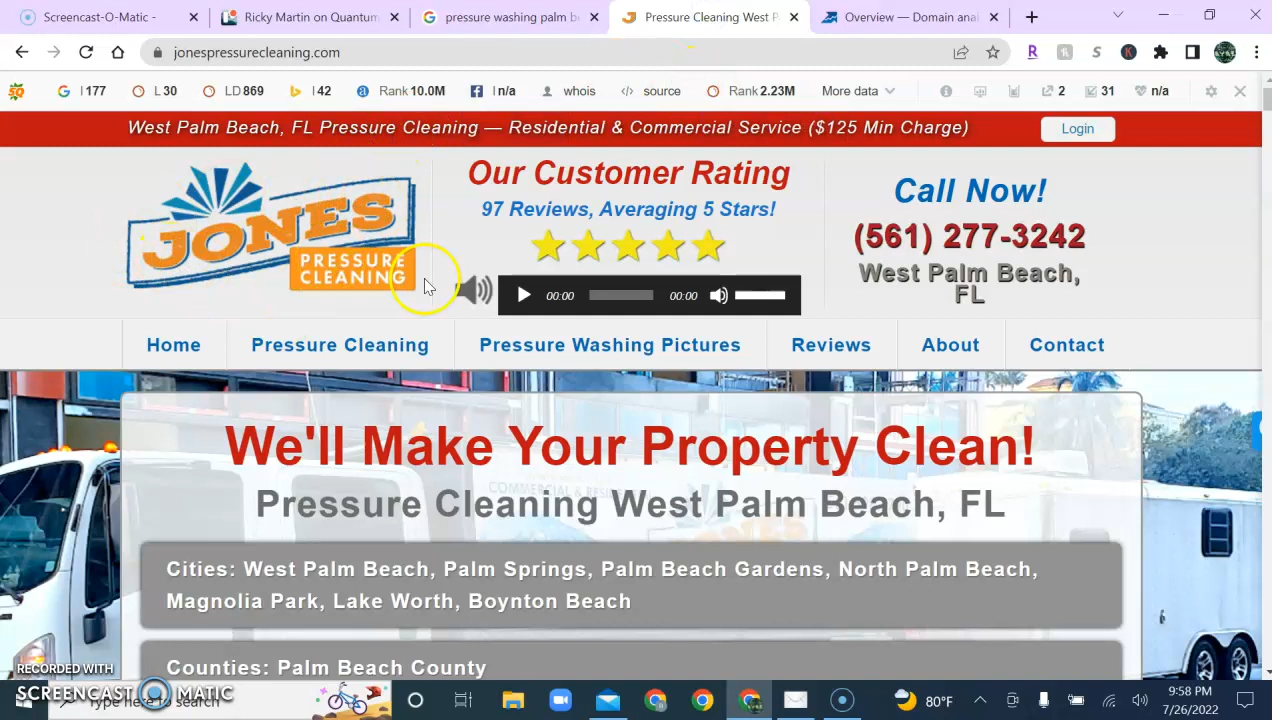 Screencast-O-Matic -
Ricky Martin on Quantum
pressure washing palm b
Pressure Cleaning West P
Overview — Domain anal
jonespressurecleaning.com
I 177
L 30
LD 869
I 42
Rank 10.0M
I n/a
whois
source
Rank 2.23M
More data
2
31
n/a
West Palm Beach, FL Pressure Cleaning — Residential & Commercial Service ($125 Min Charge)
Login
JONES
PRESSURE
CLEANING
Our Customer Rating
97 Reviews, Averaging 5 Stars!
00:00
00:00
Call Now!
(561) 277-3242
West Palm Beach,
FL
Home
Pressure Cleaning
Pressure Washing Pictures
Reviews
About
Contact
We'll Make Your Property Clean!
Pressure Cleaning West Palm Beach, FL
Cities: West Palm Beach, Palm Springs, Palm Beach Gardens, North Palm Beach,
Magnolia Park, Lake Worth, Boynton Beach
Counties: Palm Beach County
RECORDED WITH
SCREENCAST-O-MATIC
Type here to search
80°F
9:58 PM
7/26/2022